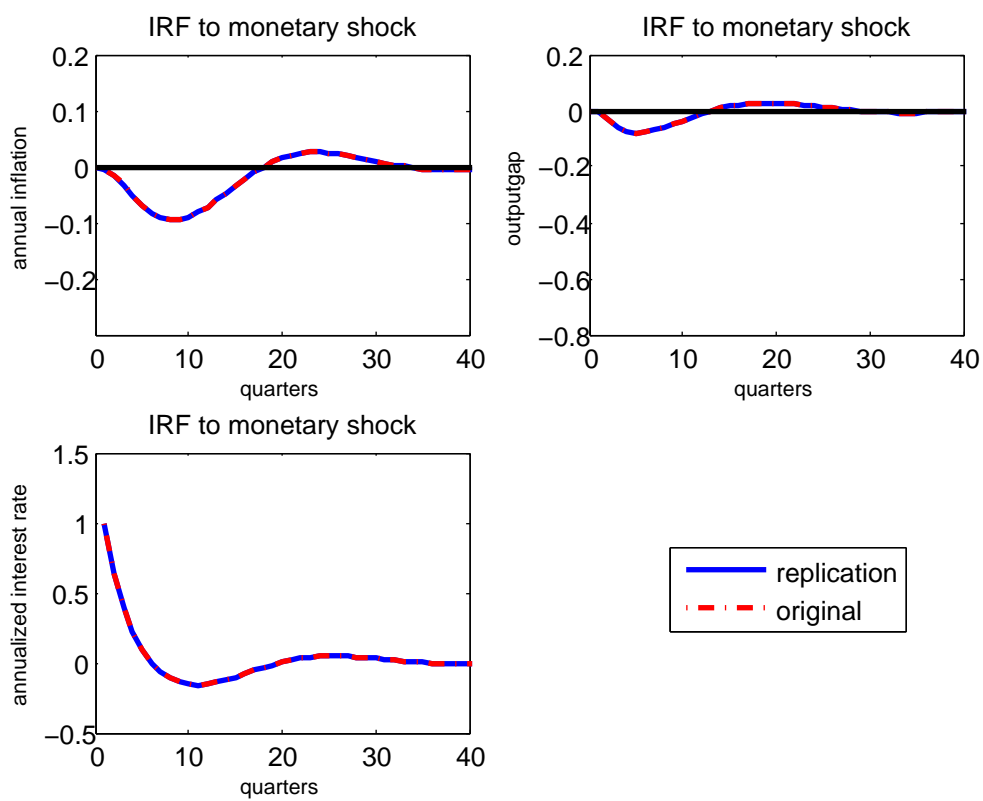 IRF to monetary shock
0.2
0.1
0
−0.1
−0.2
annual inflation
0 10 20 30 40
quarters
IRF to monetary shock
0.2
0
−0.2
−0.4
−0.6
−0.8
outputgap
0 10 20 30 40
quarters
IRF to monetary shock
1.5
1
0.5
0
−0.5
annualized interest rate
0 10 20 30 40
quarters
replication
original